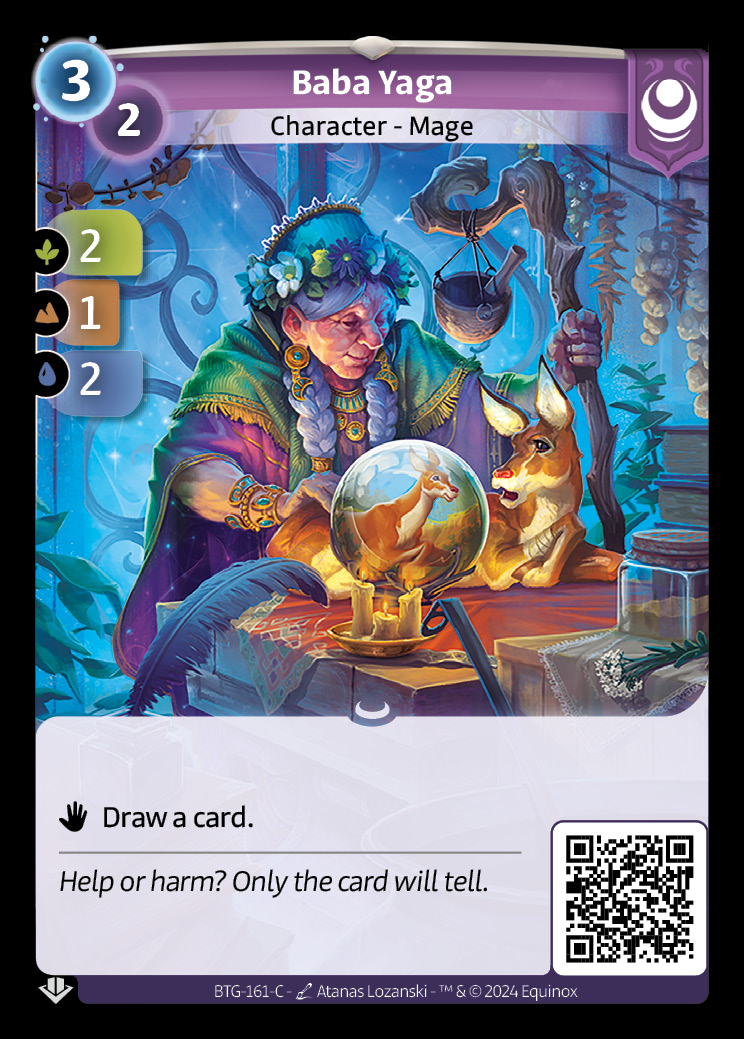 3
Baba Yaga
2
Character - Mage
2
1
2
Draw a card.
Help or harm? Only the card will tell.
BTG-161-C - Atanas Lozanski - ™ & © 2024 Equinox